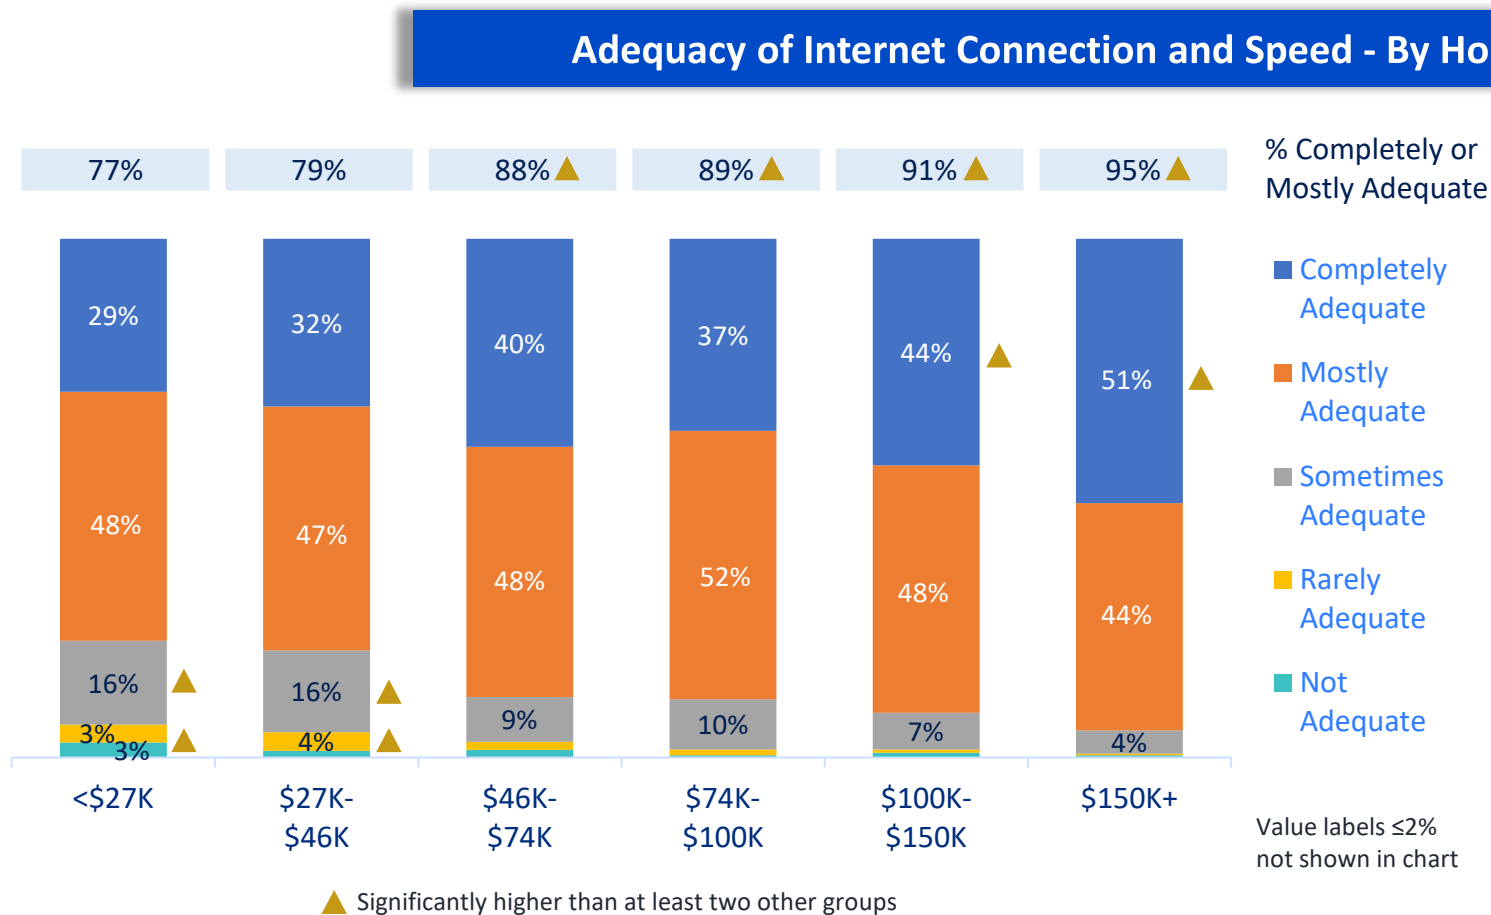 Adequacy of Internet Connection and Speed - By Ho
77% 79% 88% 89% 91% 95%
% Completely or
Mostly Adequate
29% 32% 40% 37% 44% 51%
48% 47% 48% 52% 48% 44%
16% 16% 9% 10% 7% 4%
3% 4%
3%
Completely
Adequate
Mostly
Adequate
Sometimes
Adequate
Rarely
Adequate
Not
Adequate
<$27K
$27K-
$46K
$46K-
$74K
$74K-
$100K
$100K-
$150K
$150K+
Value labels ≤2%
not shown in chart
Significantly higher than at least two other groups